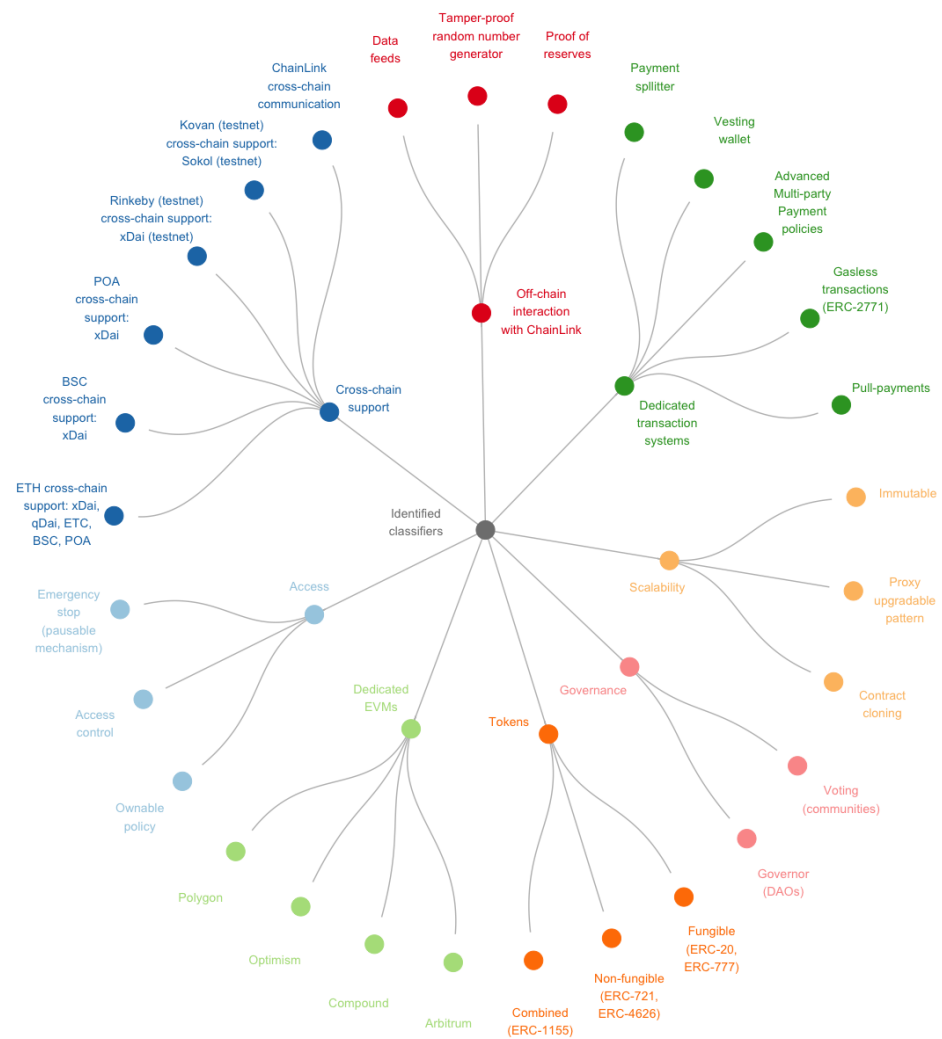 Tamper-proof
random number
generator
Data
feeds
Proof of
reserves
ChainLink
cross-chain
communication
Payment
spllitter
Kovan (testnet)
cross-chain support:
Sokol (testnet)
Vesting
wallet
Rinkeby (testnet)
cross-chain support:
xDai (testnet)
Advanced
Multi-party
Payment
policies
POA
cross-chain
support:
xDai
Off-chain
interaction
with ChainLink
Gasless
transactions
(ERC-2771)
BSC
cross-chain
support:
xDai
Cross-chain
support
Dedicated
transaction
systems
Pull-payments
ETH cross-chain
support: xDai,
qDai, ETC,
BSC, POA
Identified
classifiers
Immutable
Emergency
stop
(pausable
mechanism)
Access
Scalability
Proxy
upgradable
pattern
Access
control
Dedicated
EVMs
Tokens
Governance
Contract
cloning
Ownable
policy
Voting
(communities)
Polygon
Governor
(DAOs)
Optimism
Fungible
(ERC-20,
ERC-777)
Compound
Non-fungible
(ERC-721,
ERC-4626)
Arbitrum
Combined
(ERC-1155)